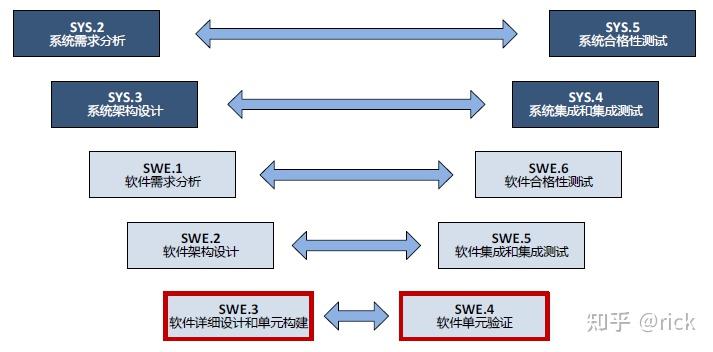 SYS.2
系统需求分析
SYS.5
系统合格性测试
SYS.3
系统架构设计
SYS.4
系统集成和集成测试
SWE.1
软件需求分析
SWE.6
软件合格性测试
SWE.2
软件架构设计
SWE.5
软件集成和集成测试
SWE.3
软件详细设计和单元构建
SWE.4
软件单元验证
知乎 @rick